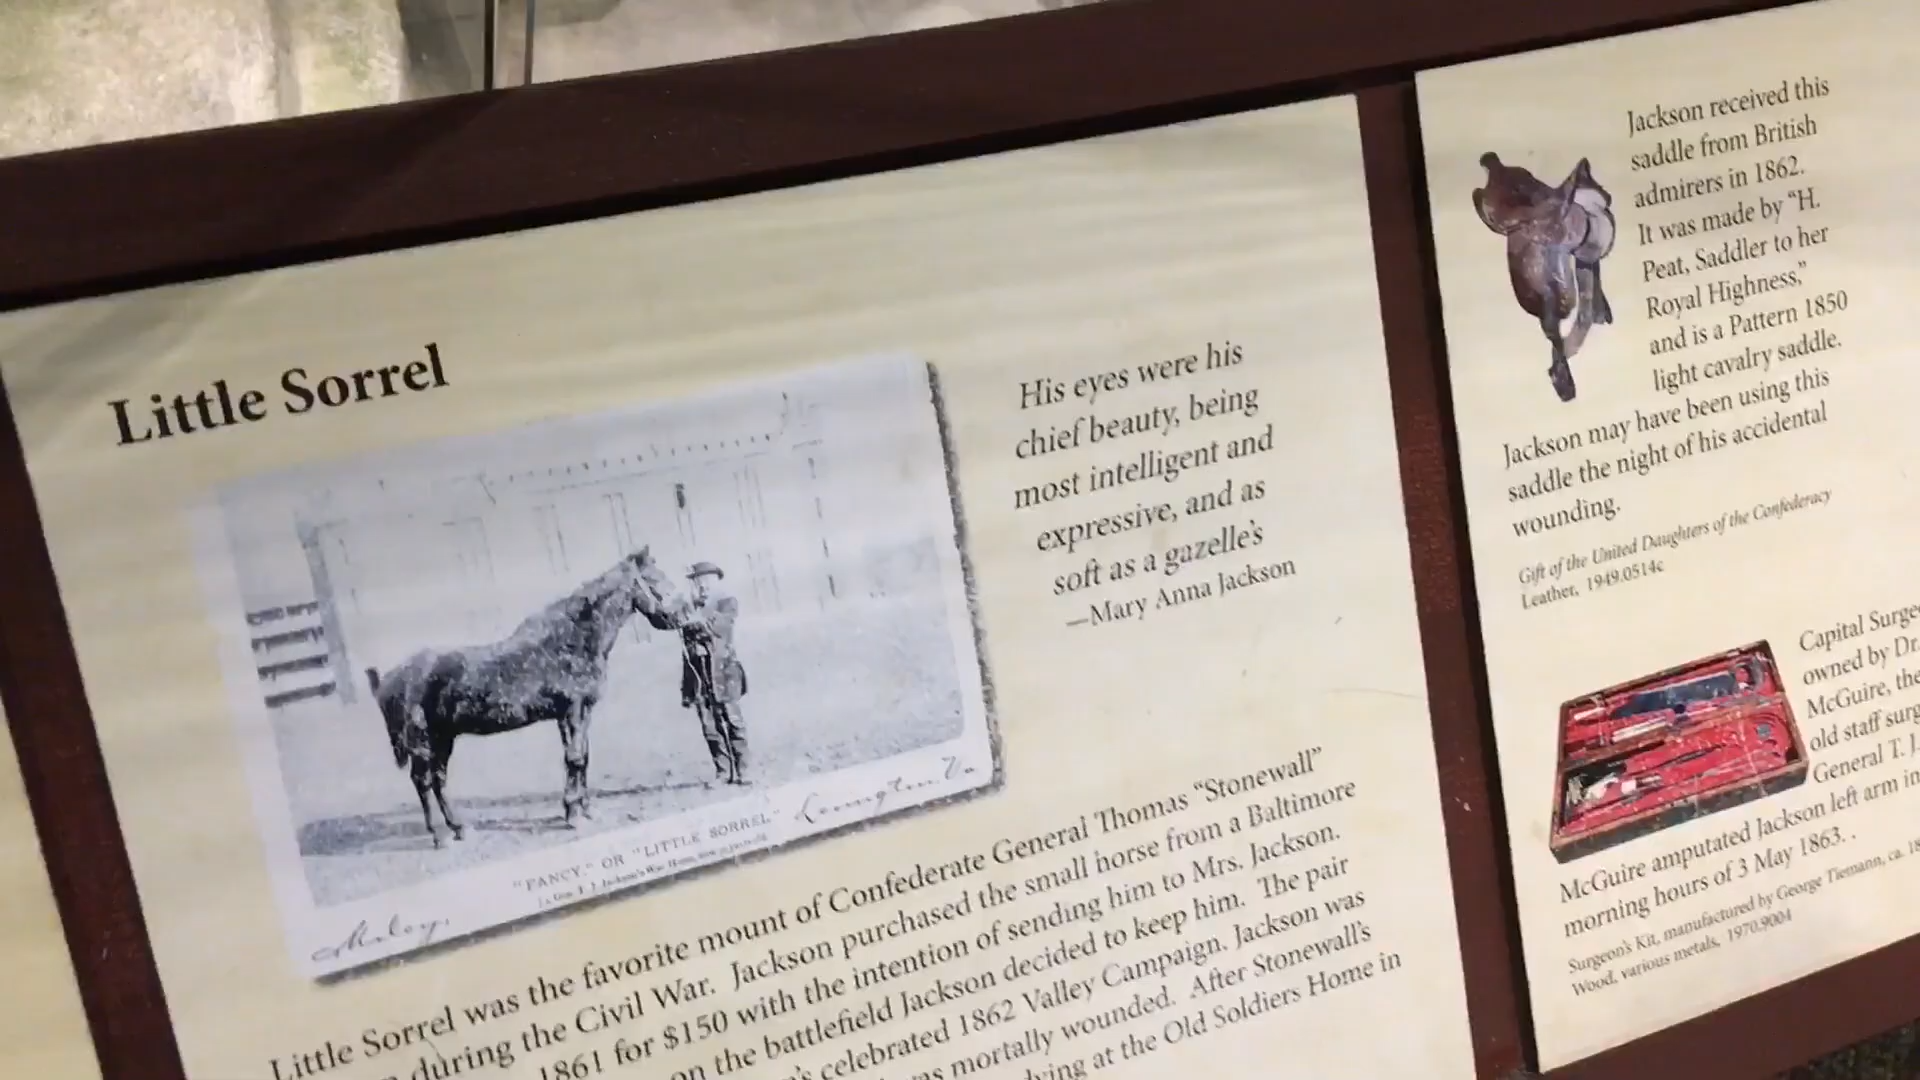 Little Sorrel
His eyes were his
chief beauty, being
most intelligent and
expressive, and as
soft as a gazelle's
—Mary Anna Jackson
"FANCY," OR "LITTLE SORREL"
Lexington Va.
Miley,
Little Sorrel was the favorite mount of Confederate General Thomas "Stonewall"
during the Civil War. Jackson purchased the small horse from a Baltimore
1861 for $150 with the intention of sending him to Mrs. Jackson.
on the battlefield Jackson decided to keep him. The pair
celebrated 1862 Valley Campaign. Jackson was
mortally wounded. After Stonewall's
at the Old Soldiers Home in
Jackson received this
saddle from British
admirers in 1862.
It was made by "H.
Peat, Saddler to her
Royal Highness,"
and is a Pattern 1850
light cavalry saddle.
Jackson may have been using this
saddle the night of his accidental
wounding.
Gift of the United Daughters of the Confederacy
Leather, 1949.0514c
Capital Surge
owned by Dr.
McGuire, the
old staff surg
General T. J.
McGuire amputated Jackson left arm in
morning hours of 3 May 1863. .
Surgeon's Kit, manufactured by George Tiemann, ca. 18
Wood, various metals, 1970.9004